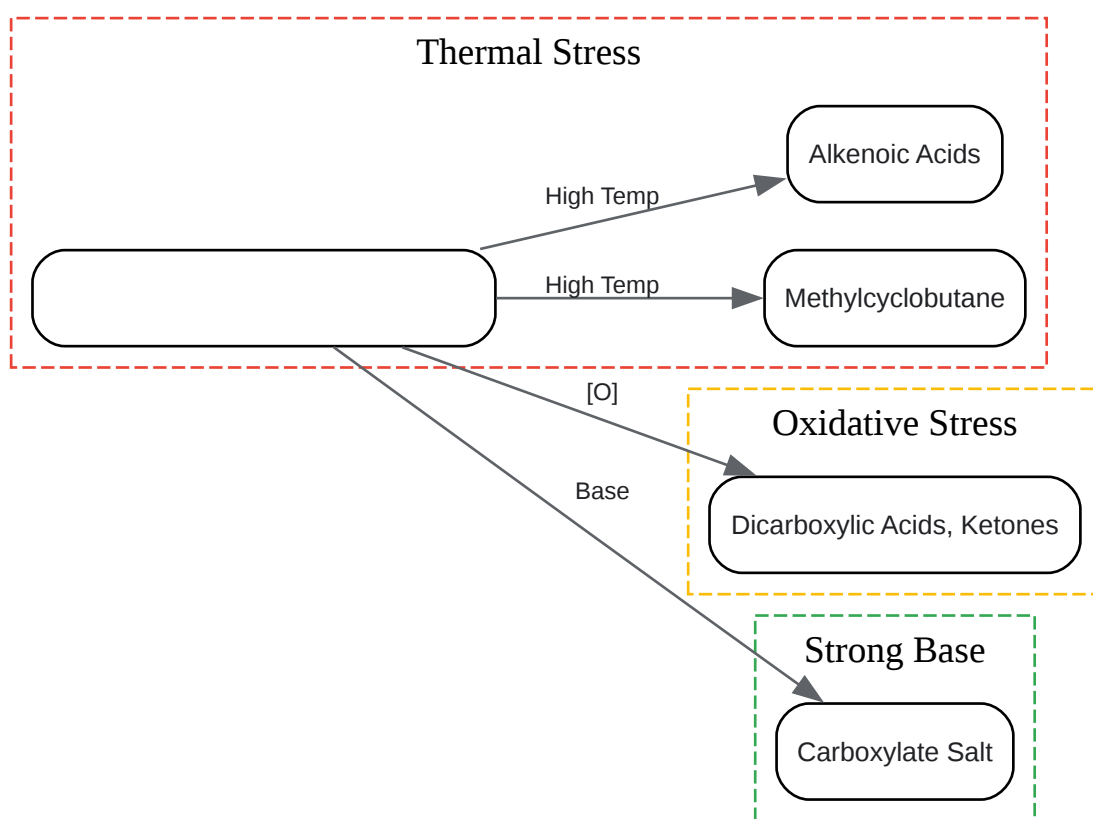 Thermal Stress
Alkenoic Acids
High Temp
High Temp
Methylcyclobutane
[O]
Oxidative Stress
Base
Dicarboxylic Acids, Ketones
Strong Base
Carboxylate Salt